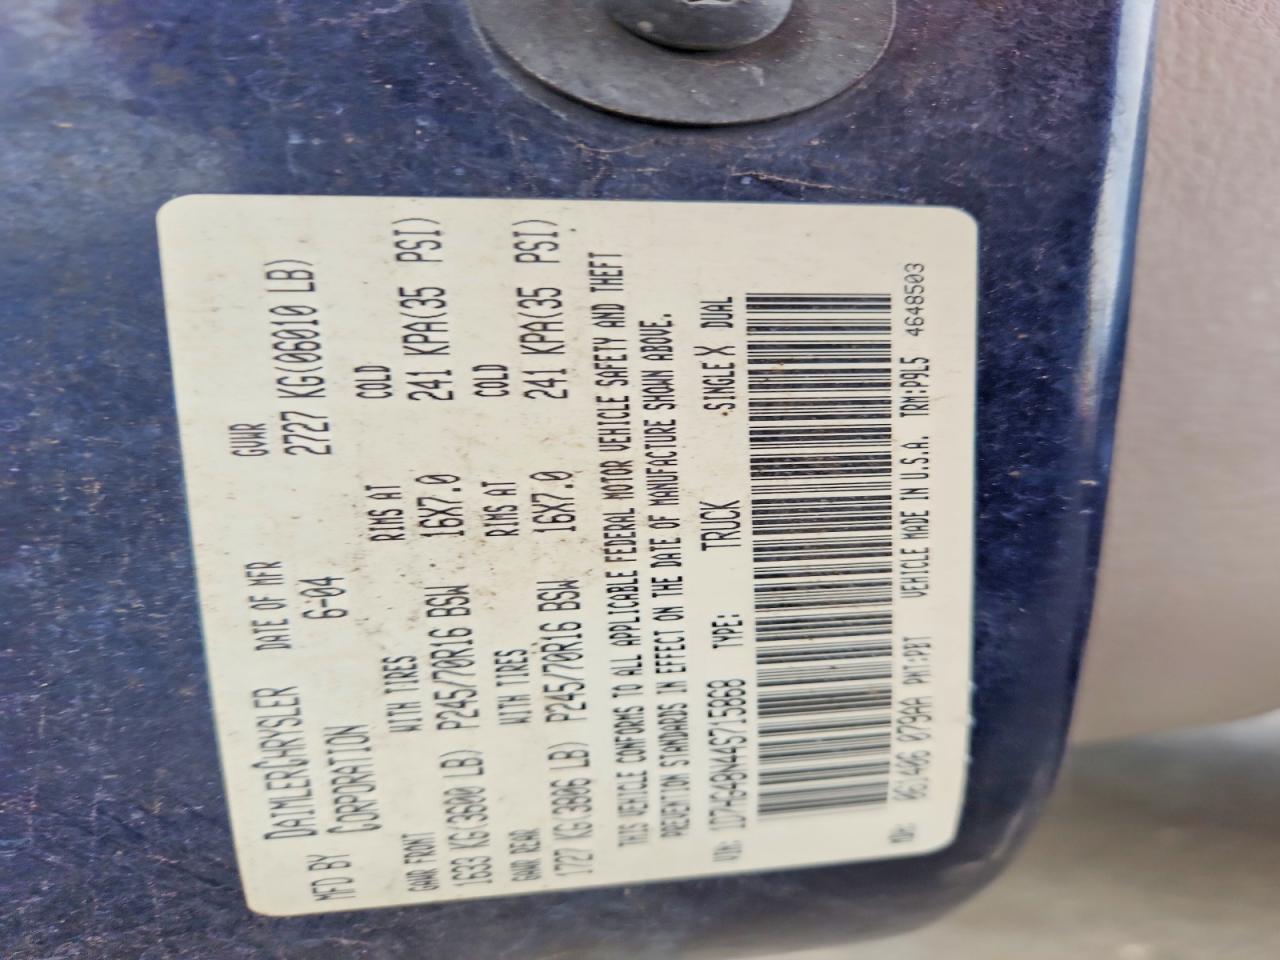 MFD BY DAIMLERCHRYSLER CORPORATION DATE OF MFR 6-04 GVWR 2727 KG(06010 LB)
GAWR FRONT WITH TIRES RIMS AT COLD
1633 KG(3600 LB) P245/70R16 BSW 16X7.0 241 KPA(35 PSI)
GAWR REAR WITH TIRES RIMS AT COLD
1727 KG(3806 LB) P245/70R16 BSW 16X7.0 241 KPA(35 PSI)
THIS VEHICLE CONFORMS TO ALL APPLICABLE FEDERAL MOTOR VEHICLE SAFETY AND THEFT
PREVENTION STANDARDS IN EFFECT ON THE DATE OF MANUFACTURE SHOWN ABOVE.
VIN: 1D7HG48N44S715868 TYPE: TRUCK SINGLE X DUAL
MDH: 061406 079AA PNT:PBT VEHICLE MADE IN U.S.A. TRM:P9L5 4648503